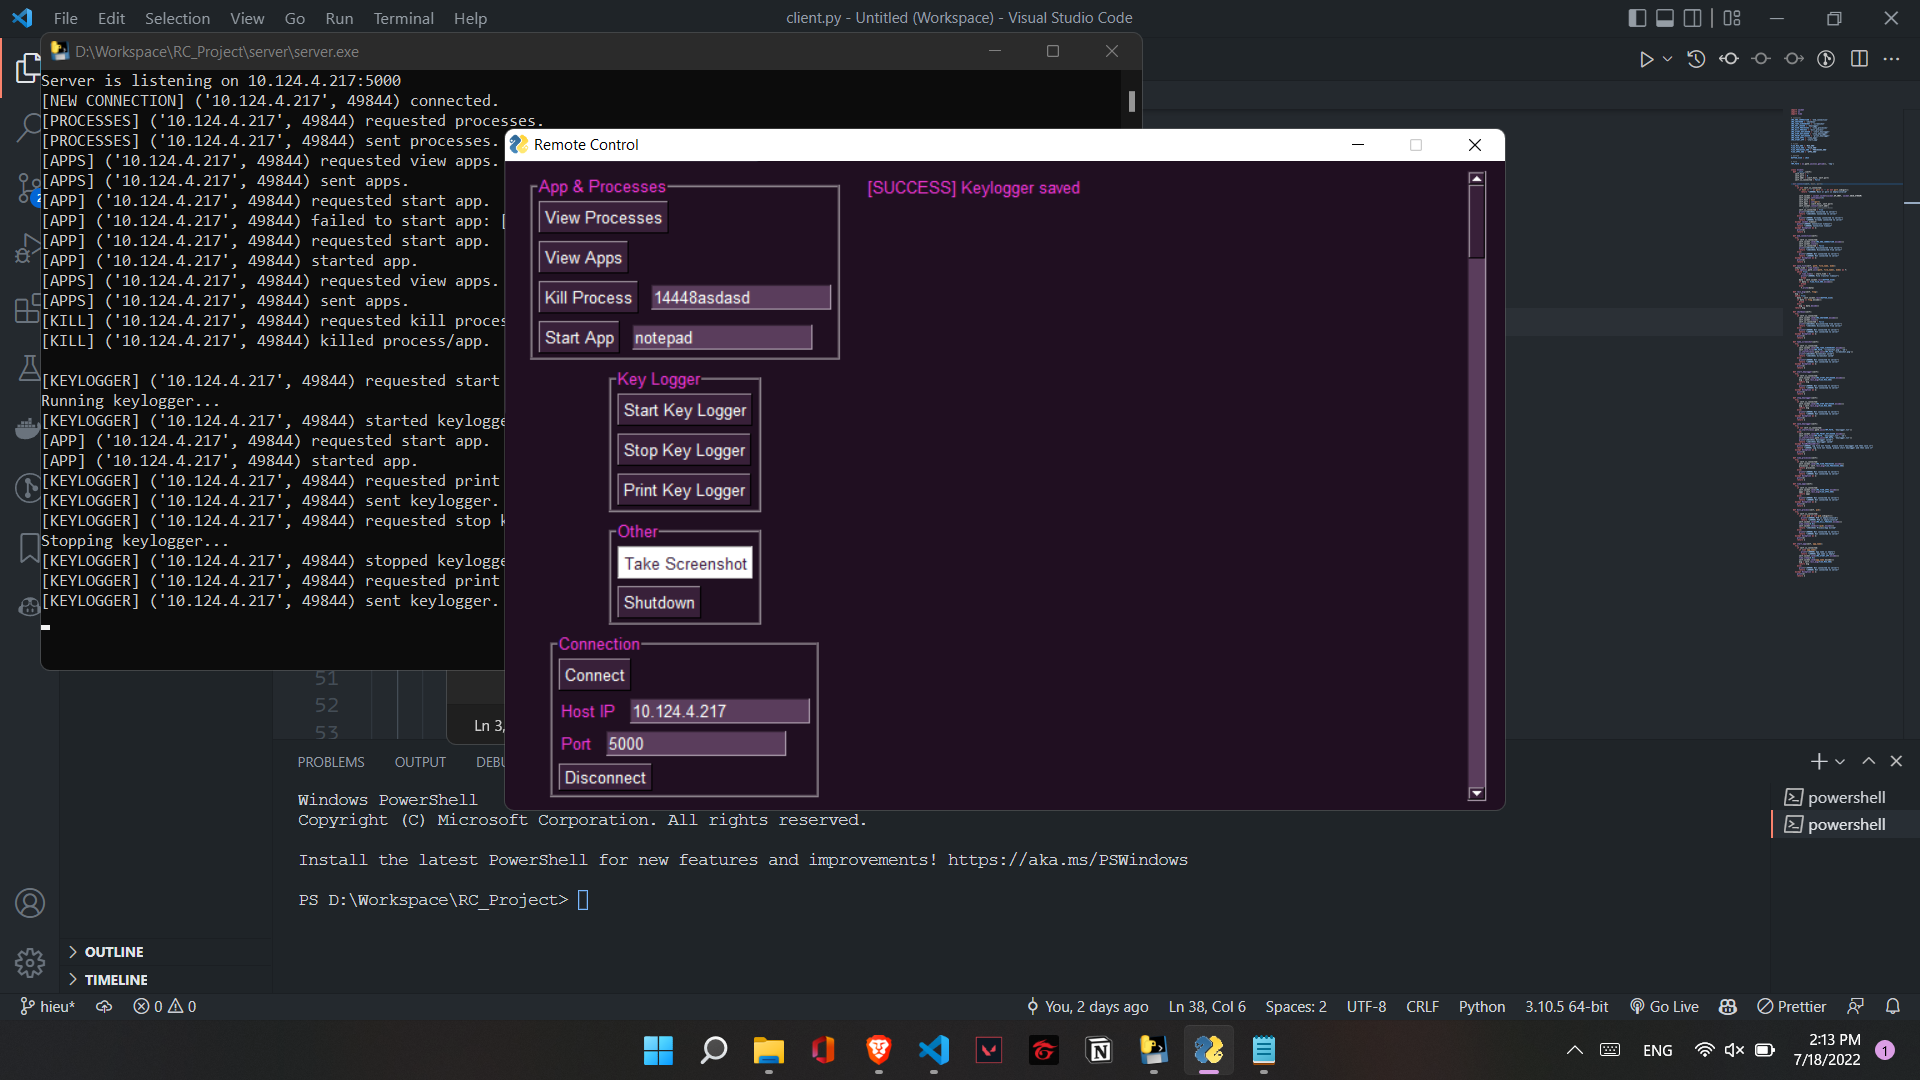 File Edit Selection View Go Run Terminal Help
client.py - Untitled (Workspace) - Visual Studio Code
D:\Workspace\RC_Project\server\server.exe
Server is listening on 10.124.4.217:5000
[NEW CONNECTION] ('10.124.4.217', 49844) connected.
[PROCESSES] ('10.124.4.217', 49844) requested processes.
[PROCESSES] ('10.124.4.217', 49844) sent processes.
[APPS] ('10.124.4.217', 49844) requested view apps.
[APPS] ('10.124.4.217', 49844) sent apps.
[APP] ('10.124.4.217', 49844) requested start app.
[APP] ('10.124.4.217', 49844) failed to start app: [
[APP] ('10.124.4.217', 49844) requested start app.
[APP] ('10.124.4.217', 49844) started app.
[APPS] ('10.124.4.217', 49844) requested view apps.
[APPS] ('10.124.4.217', 49844) sent apps.
[KILL] ('10.124.4.217', 49844) requested kill proces
[KILL] ('10.124.4.217', 49844) killed process/app.
[KEYLOGGER] ('10.124.4.217', 49844) requested start
Running keylogger...
[KEYLOGGER] ('10.124.4.217', 49844) started keylogge
[APP] ('10.124.4.217', 49844) requested start app.
[APP] ('10.124.4.217', 49844) started app.
[KEYLOGGER] ('10.124.4.217', 49844) requested print
[KEYLOGGER] ('10.124.4.217', 49844) sent keylogger.
[KEYLOGGER] ('10.124.4.217', 49844) requested stop k
Stopping keylogger...
[KEYLOGGER] ('10.124.4.217', 49844) stopped keylogge
[KEYLOGGER] ('10.124.4.217', 49844) requested print
[KEYLOGGER] ('10.124.4.217', 49844) sent keylogger.
Remote Control
App & Processes
View Processes
View Apps
Kill Process 14448asdasd
Start App notepad
Key Logger
Start Key Logger
Stop Key Logger
Print Key Logger
Other
Take Screenshot
Shutdown
Connection
Connect
Host IP 10.124.4.217
Port 5000
Disconnect
[SUCCESS] Keylogger saved
51
52
53
Ln 3,
PROBLEMS OUTPUT DEBU
Windows PowerShell
Copyright (C) Microsoft Corporation. All rights reserved.
Install the latest PowerShell for new features and improvements! https://aka.ms/PSWindows
PS D:\Workspace\RC_Project>
powershell
powershell
OUTLINE
TIMELINE
hieu* 0 0 You, 2 days ago Ln 38, Col 6 Spaces: 2 UTF-8 CRLF Python 3.10.5 64-bit Go Live Prettier
ENG
2:13 PM
7/18/2022
1